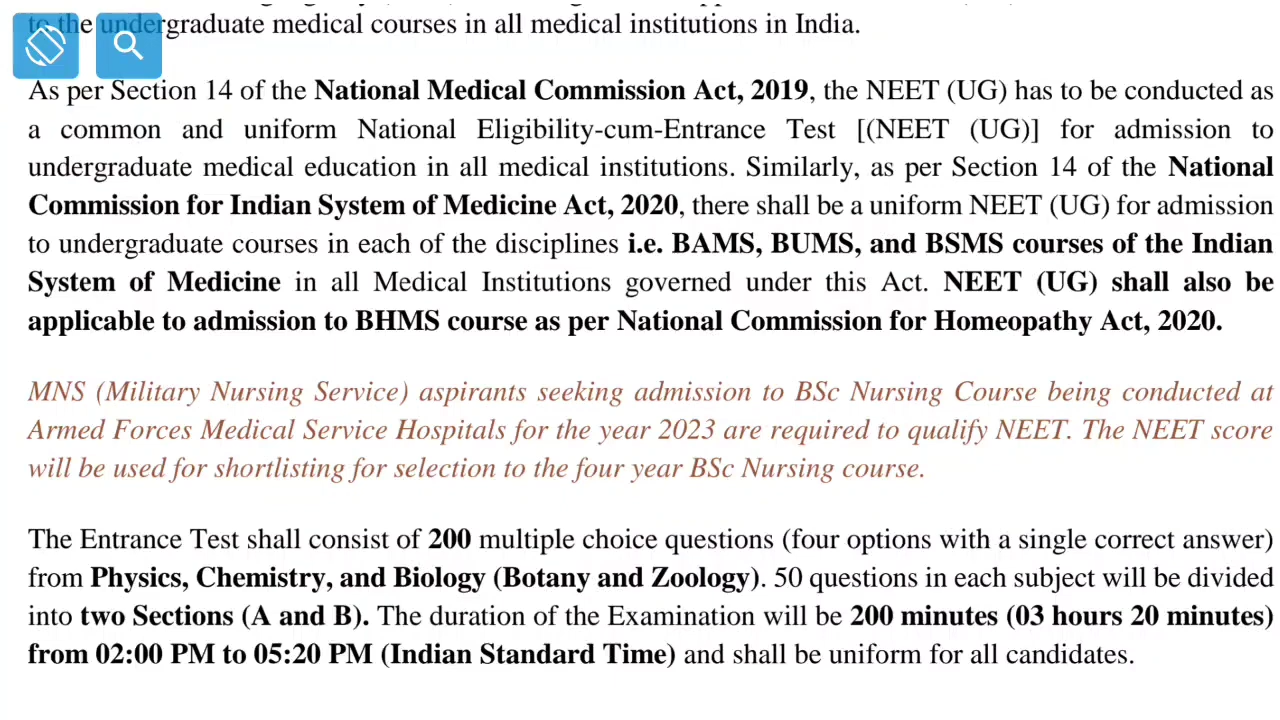 to the undergraduate medical courses in all medical institutions in India.
As per Section 14 of the National Medical Commission Act, 2019, the NEET (UG) has to be conducted as
a common and uniform National Eligibility-cum-Entrance Test [(NEET (UG)] for admission to
undergraduate medical education in all medical institutions. Similarly, as per Section 14 of the National
Commission for Indian System of Medicine Act, 2020, there shall be a uniform NEET (UG) for admission
to undergraduate courses in each of the disciplines i.e. BAMS, BUMS, and BSMS courses of the Indian
System of Medicine in all Medical Institutions governed under this Act. NEET (UG) shall also be
applicable to admission to BHMS course as per National Commission for Homeopathy Act, 2020.
MNS (Military Nursing Service) aspirants seeking admission to BSc Nursing Course being conducted at
Armed Forces Medical Service Hospitals for the year 2023 are required to qualify NEET. The NEET score
will be used for shortlisting for selection to the four year BSc Nursing course.
The Entrance Test shall consist of 200 multiple choice questions (four options with a single correct answer)
from Physics, Chemistry, and Biology (Botany and Zoology). 50 questions in each subject will be divided
into two Sections (A and B). The duration of the Examination will be 200 minutes (03 hours 20 minutes)
from 02:00 PM to 05:20 PM (Indian Standard Time) and shall be uniform for all candidates.